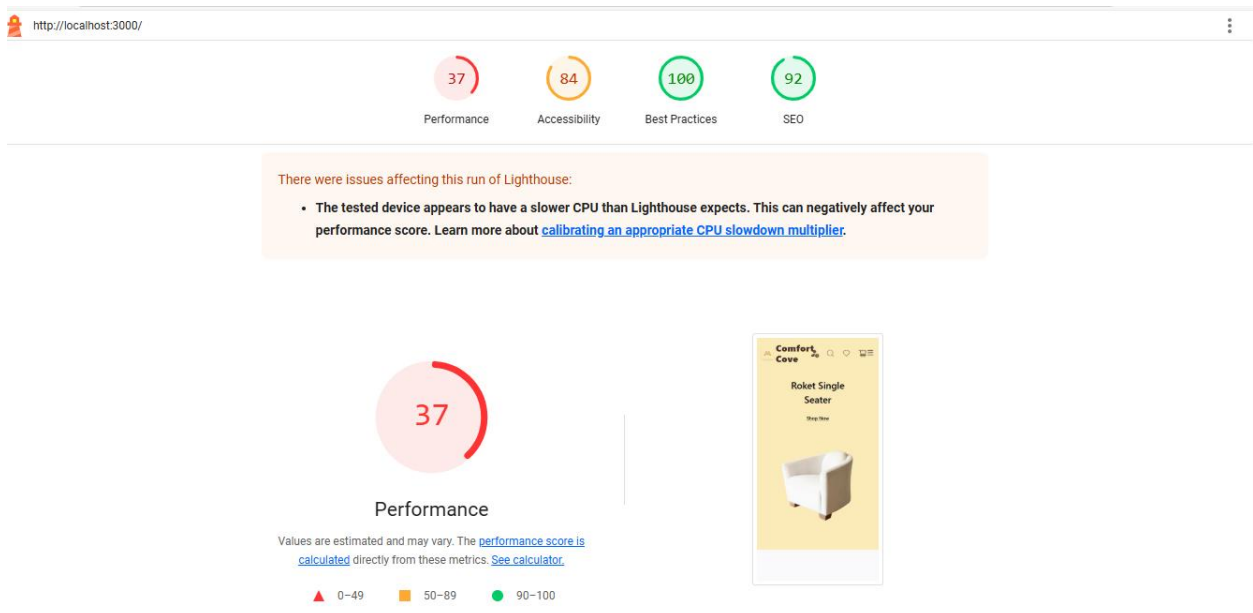 http://localhost:3000/
37
84
100
92
Performance
Accessibility
Best Practices
SEO
There were issues affecting this run of Lighthouse:
• The tested device appears to have a slower CPU than Lighthouse expects. This can negatively affect your
performance score. Learn more about calibrating an appropriate CPU slowdown multiplier.
37
Performance
Values are estimated and may vary. The performance score is
calculated directly from these metrics. See calculator.
0–49
50–89
90–100
Comfort
Cove
Roket Single
Seater
Shop Now